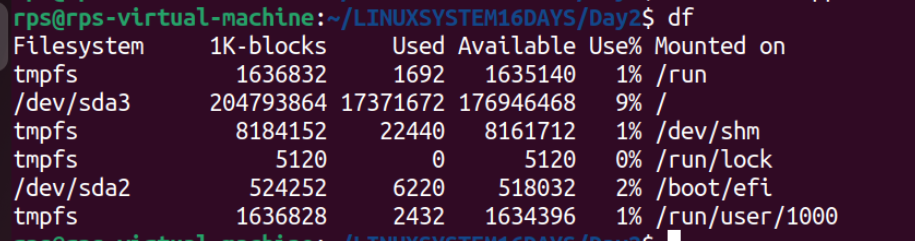 rps@rps-virtual-machine:~/LINUXSYSTEM16DAYS/Day2$ df
Filesystem     1K-blocks     Used Available Use% Mounted on
tmpfs            1636832     1692   1635140   1% /run
/dev/sda3      204793864 17371672 176946468   9% /
tmpfs            8184152    22440   8161712   1% /dev/shm
tmpfs               5120        0      5120   0% /run/lock
/dev/sda2         524252     6220    518032   2% /boot/efi
tmpfs            1636828     2432   1634396   1% /run/user/1000
rps@rps-virtual-machine:~/LINUXSYSTEM16DAYS/Day2$